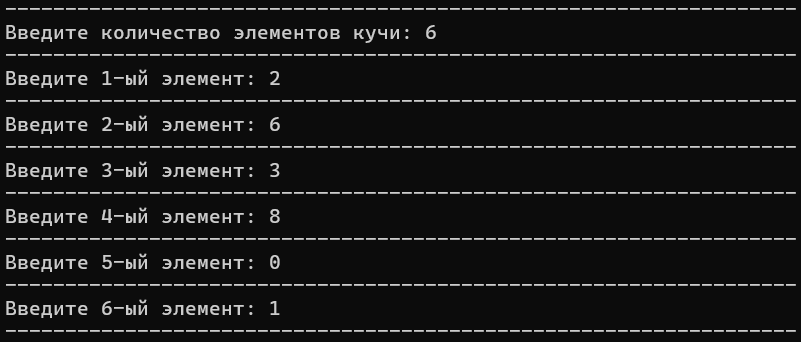 ------------------------------------------------------------------
Введите количество элементов кучи: 6
------------------------------------------------------------------
Введите 1-ый элемент: 2
------------------------------------------------------------------
Введите 2-ый элемент: 6
------------------------------------------------------------------
Введите 3-ый элемент: 3
------------------------------------------------------------------
Введите 4-ый элемент: 8
------------------------------------------------------------------
Введите 5-ый элемент: 0
------------------------------------------------------------------
Введите 6-ый элемент: 1
------------------------------------------------------------------